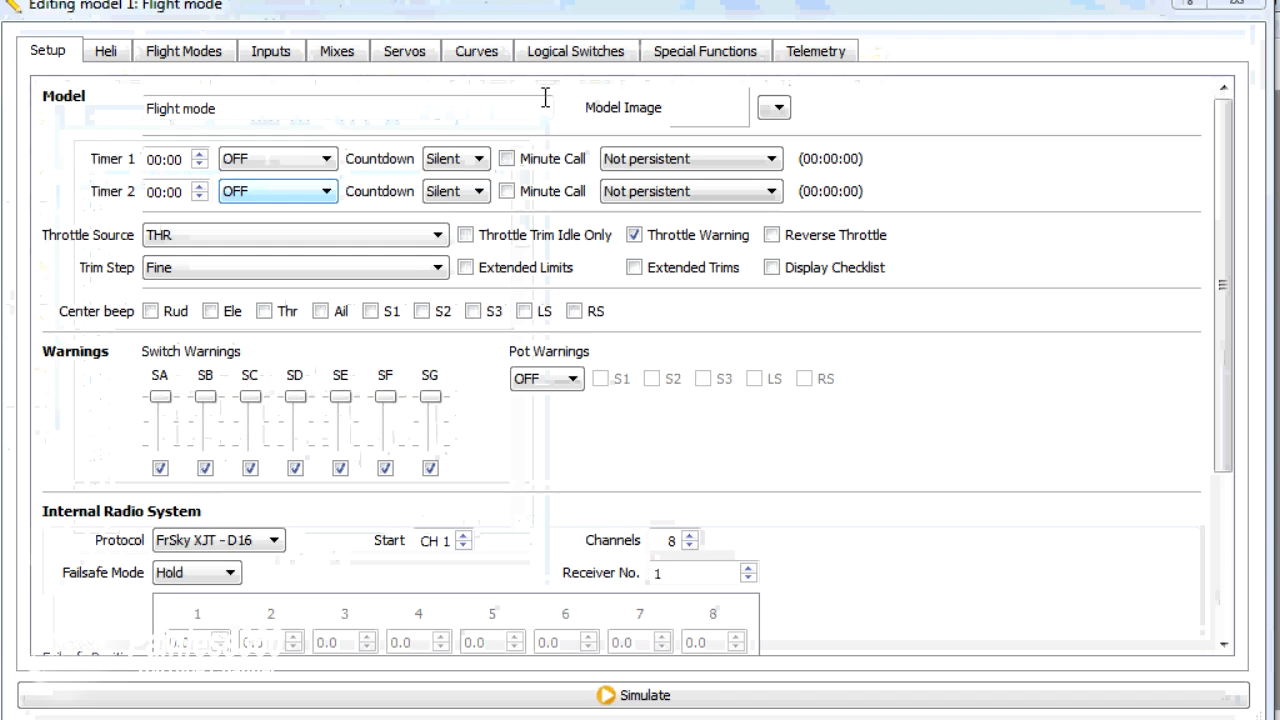 Editing model 1: Flight mode
Setup Heli Flight Modes Inputs Mixes Servos Curves Logical Switches Special Functions Telemetry
Model Flight mode Model Image
Timer 1 00:00 OFF Countdown Silent Minute Call Not persistent (00:00:00)
Timer 2 00:00 OFF Countdown Silent Minute Call Not persistent (00:00:00)
Throttle Source THR Throttle Trim Idle Only Throttle Warning Reverse Throttle
Trim Step Fine Extended Limits Extended Trims Display Checklist
Center beep Rud Ele Thr Ail S1 S2 S3 LS RS
Warnings Switch Warnings Pot Warnings
SA SB SC SD SE SF SG
OFF S1 S2 S3 LS RS
Internal Radio System
Protocol FrSky XJT - D16 Start CH 1 Channels 8
Failsafe Mode Hold Receiver No. 1
1 2 3 4 5 6 7 8
0.0 0.0 0.0 0.0 0.0 0.0 0.0
Simulate